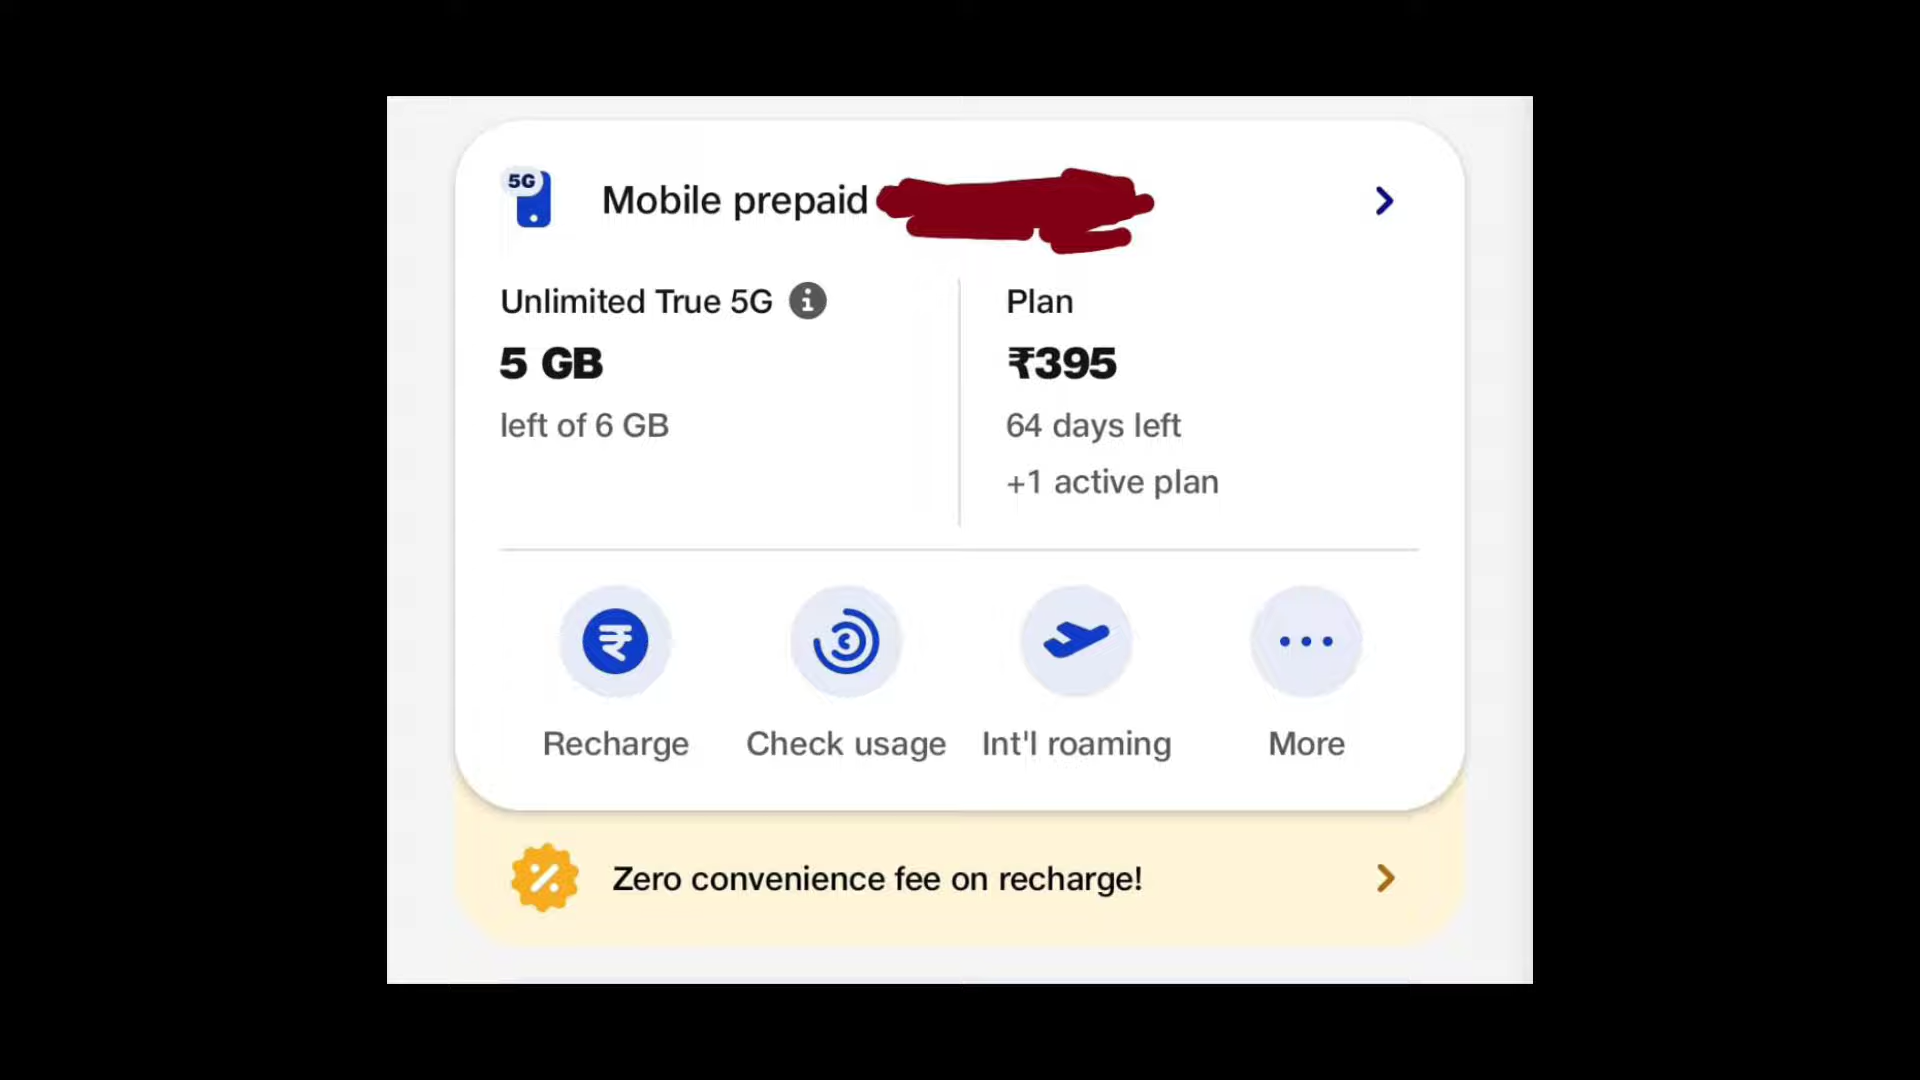 5G
Mobile prepaid
Unlimited True 5G
5 GB
left of 6 GB
Plan
₹395
64 days left
+1 active plan
Recharge
Check usage
Int'l roaming
More
Zero convenience fee on recharge!